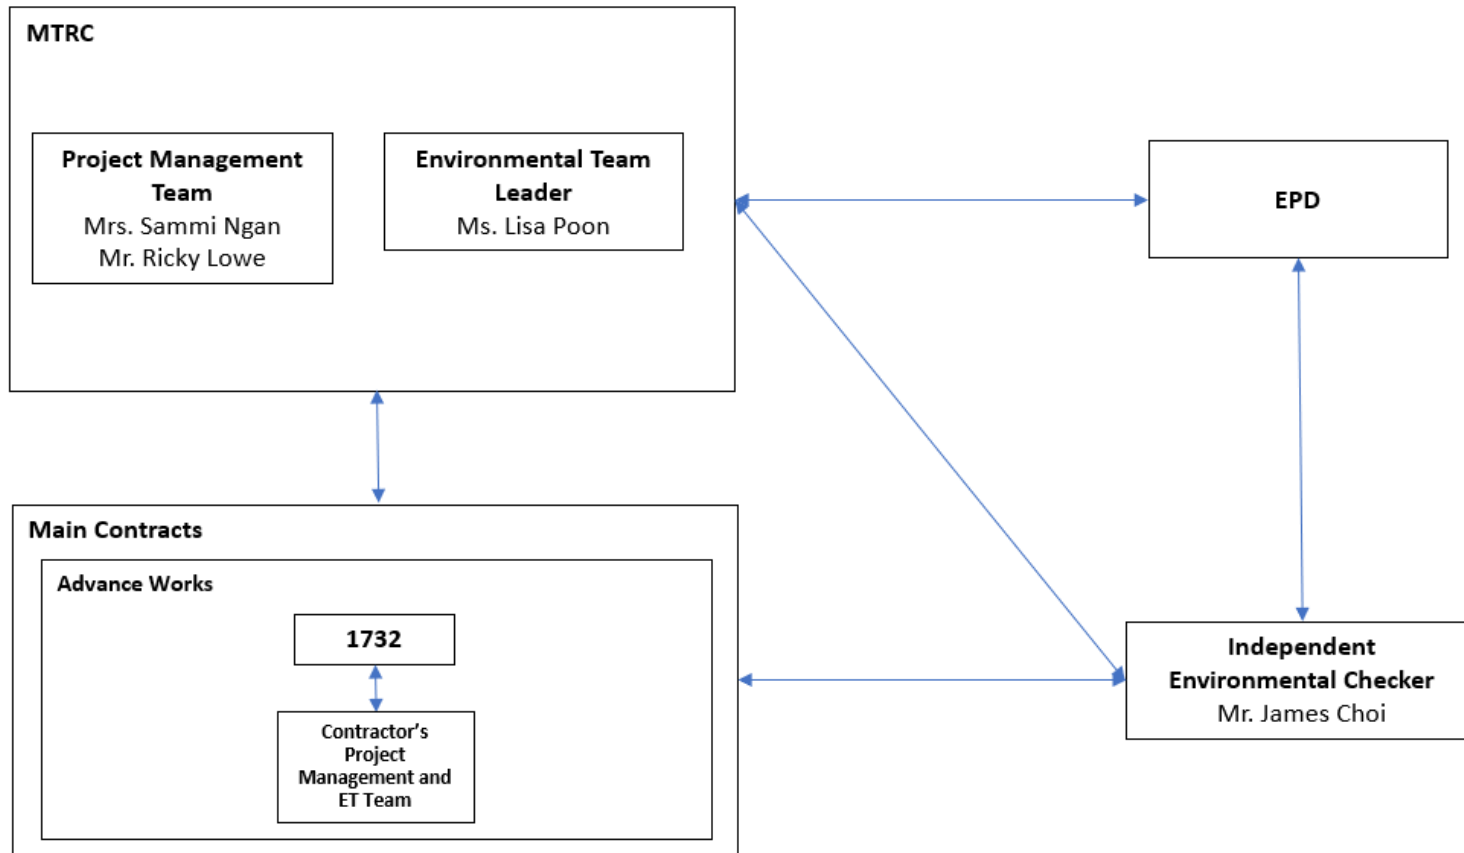 MTRC
Project Management
Team
Mrs. Sammi Ngan
Mr. Ricky Lowe
Environmental Team
Leader
Ms. Lisa Poon
EPD
Main Contracts
Advance Works
1732
Contractor’s
Project
Management and
ET Team
Independent
Environmental Checker
Mr. James Choi